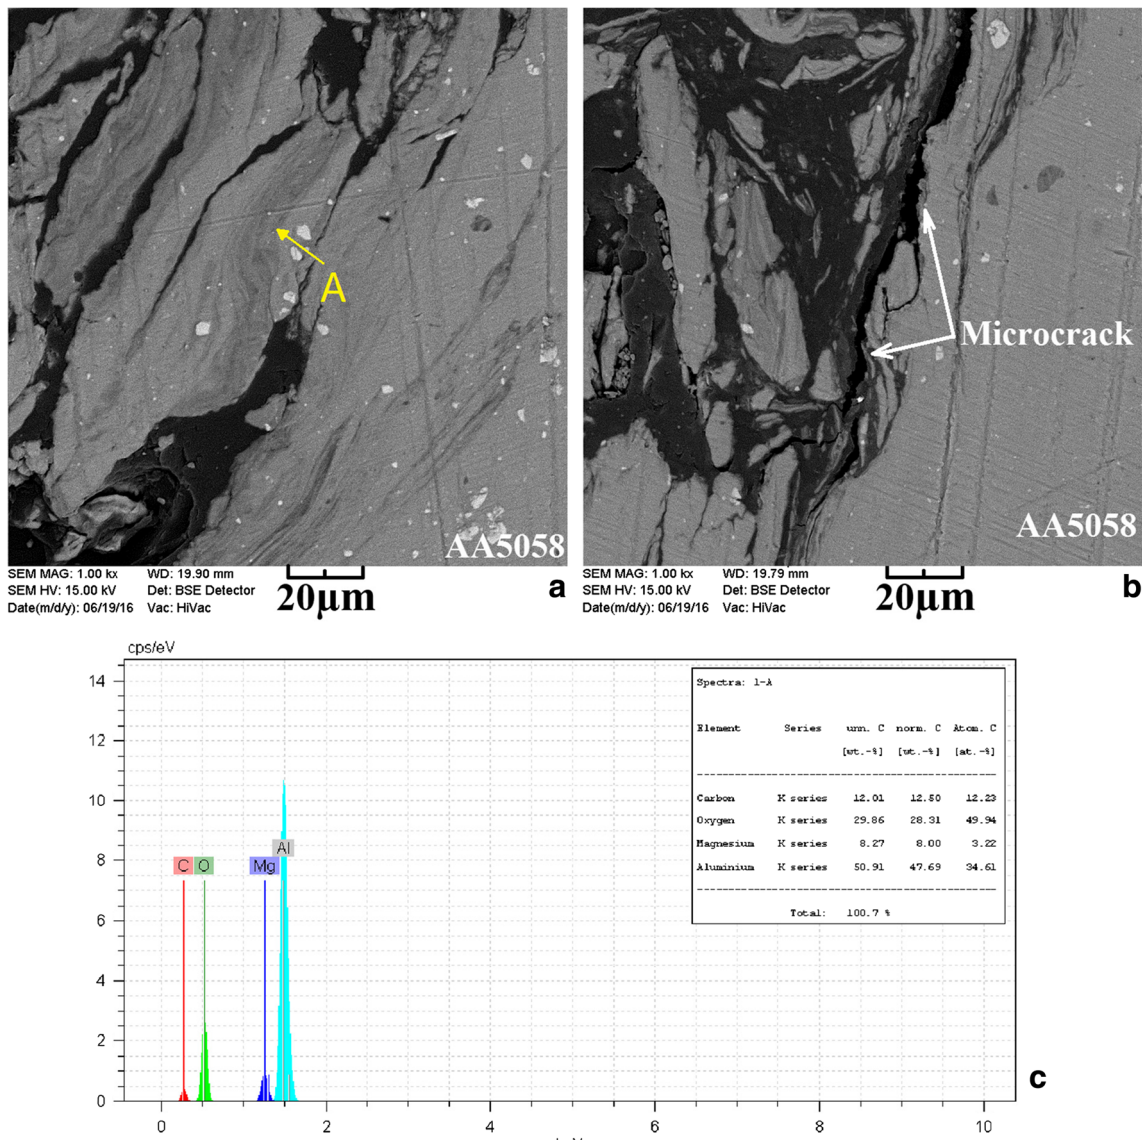 A
AA5058
SEM MAG: 1.00 kx WD: 19.90 mm
SEM HV: 15.00 kV Det: BSE Detector
Date(m/d/y): 06/19/16 Vac: HiVac
20µm
a
Microcrack
AA5058
SEM MAG: 1.00 kx WD: 19.79 mm
SEM HV: 15.00 kV Det: BSE Detector
Date(m/d/y): 06/19/16 Vac: HiVac
20µm
b
cps/eV
14
12
10
8
6
4
2
0
C O Mg Al
Spectra: 1-A
Element Series unn. C norm. C Atom. C
[wt.-%] [wt.-%] [at.-%]
Carbon K series 12.01 12.50 12.23
Oxygen K series 29.86 28.31 49.94
Magnesium K series 8.27 8.00 3.22
Aluminium K series 50.91 47.69 34.61
Total: 100.7 %
c
0 2 4 6 8 10